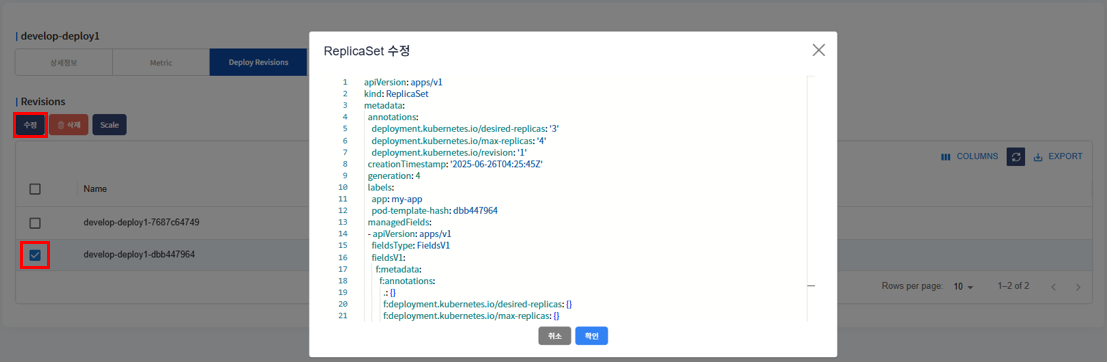 develop-deploy1
상세정보
Metric
Deploy Revisions
Revisions
수정
삭제
Scale
COLUMNS
EXPORT
Name
develop-deploy1-7687c64749
develop-deploy1-dbb447964
Rows per page: 10
1–2 of 2
ReplicaSet 수정
1 apiVersion: apps/v1
2 kind: ReplicaSet
3 metadata:
4 annotations:
5 deployment.kubernetes.io/desired-replicas: '3'
6 deployment.kubernetes.io/max-replicas: '4'
7 deployment.kubernetes.io/revision: '1'
8 creationTimestamp: '2025-06-26T04:25:45Z'
9 generation: 4
10 labels:
11 app: my-app
12 pod-template-hash: dbb447964
13 managedFields:
14 - apiVersion: apps/v1
15 fieldsType: FieldsV1
16 fieldsV1:
17 f:metadata:
18 f:annotations:
19 .: {}
20 f:deployment.kubernetes.io/desired-replicas: {}
21 f:deployment.kubernetes.io/max-replicas: {}
취소
확인